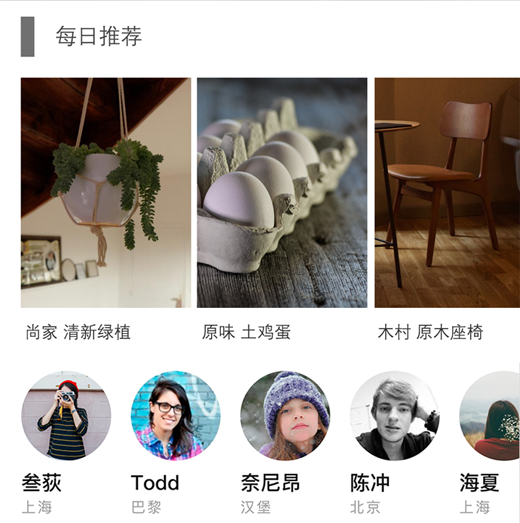 每日推荐
尚家 清新绿植
原味 土鸡蛋
木村 原木座椅
叁荻
Todd
奈尼昂
陈冲
海夏
上海
巴黎
汉堡
北京
上海